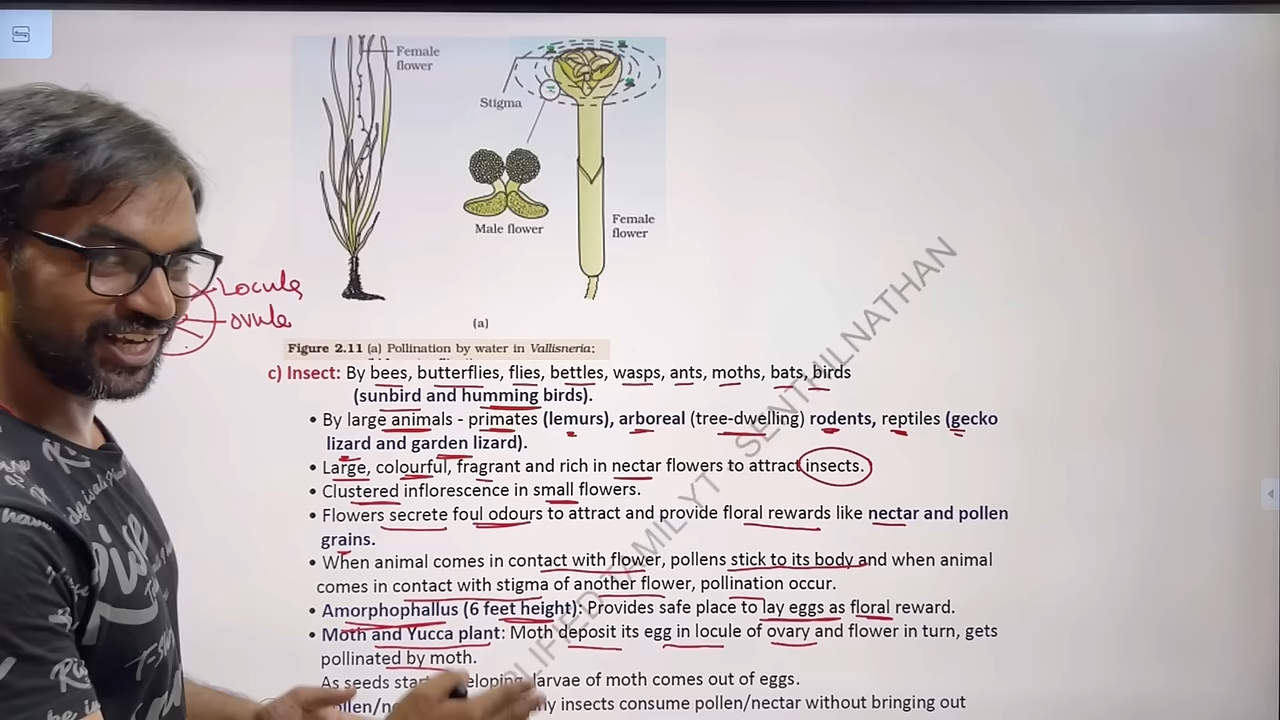 Female
flower
Stigma
Male flower
Female
flower
Locule
ovule
(a)
Figure 2.11 (a) Pollination by water in Vallisneria;
c) Insect: By bees, butterflies, flies, bettles, wasps, ants, moths, bats, birds
(sunbird and humming birds).
• By large animals - primates (lemurs), arboreal (tree-dwelling) rodents, reptiles (gecko
lizard and garden lizard).
• Large, colourful, fragrant and rich in nectar flowers to attract insects.
• Clustered inflorescence in small flowers.
• Flowers secrete foul odours to attract and provide floral rewards like nectar and pollen
grains.
• When animal comes in contact with flower, pollens stick to its body and when animal
comes in contact with stigma of another flower, pollination occur.
• Amorphophallus (6 feet height): Provides safe place to lay eggs as floral reward.
• Moth and Yucca plant: Moth deposit its egg in locule of ovary and flower in turn, gets
pollinated by moth.
As seeds larvae of moth comes out of eggs.
insects consume pollen/nectar without bringing out
TAMIL YT - SENTHILNATHAN